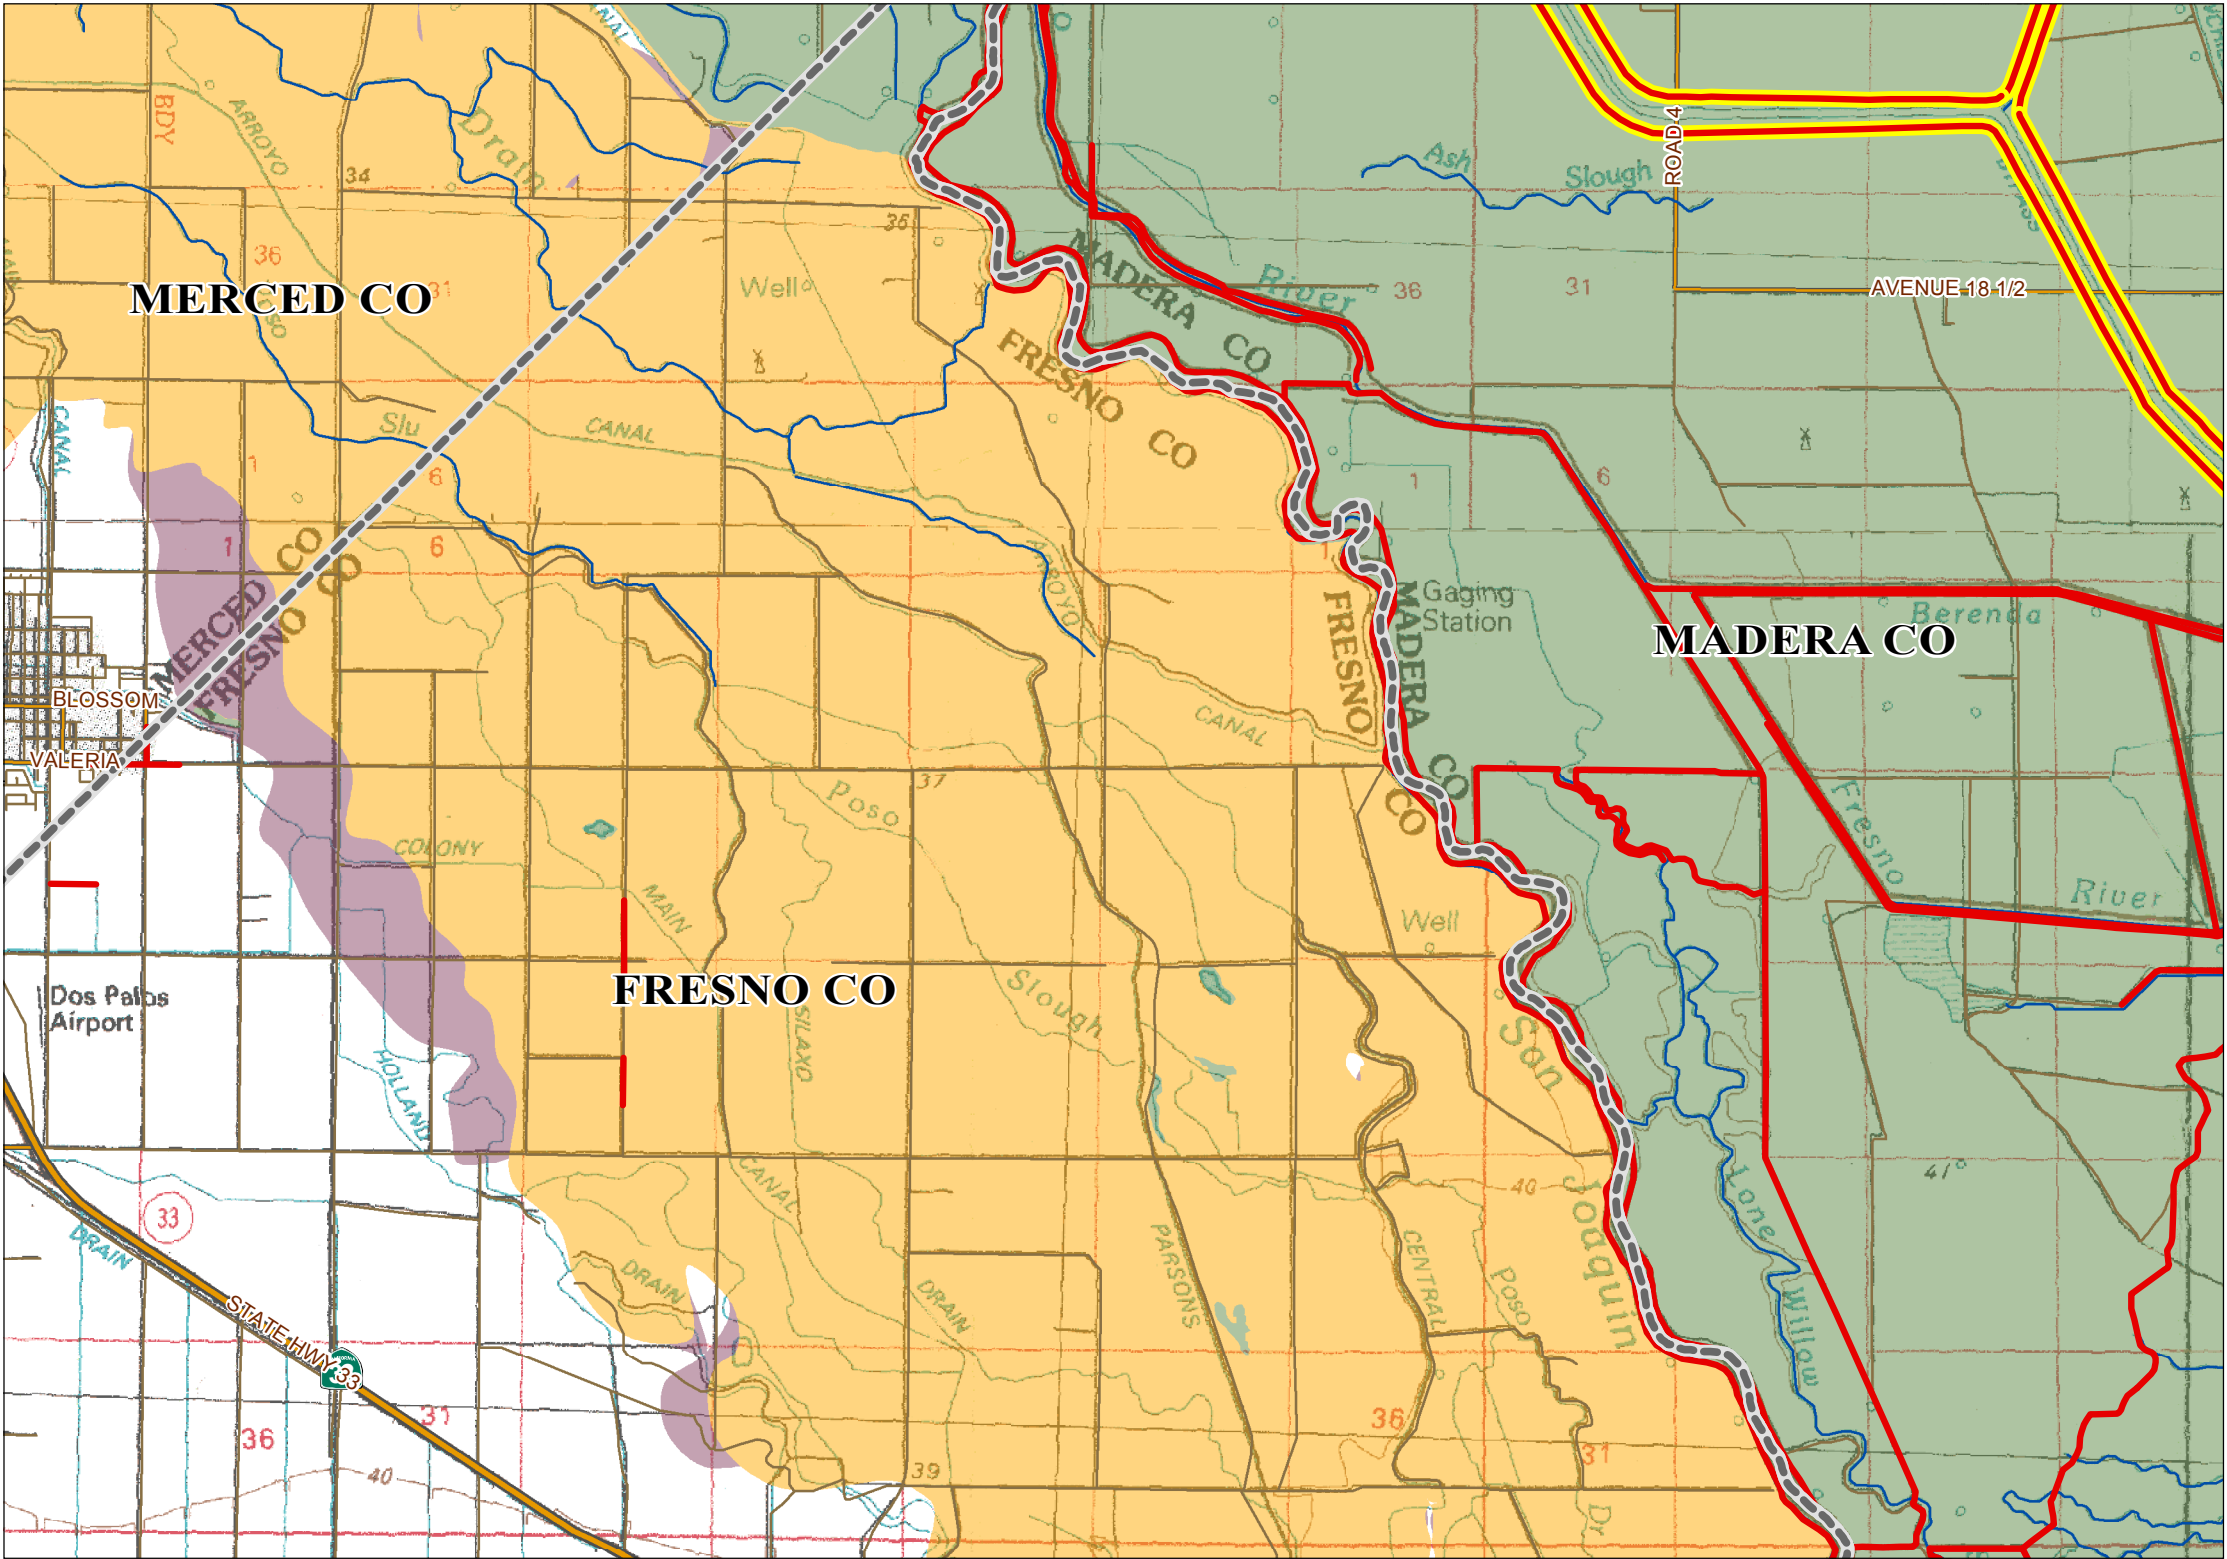 CANAL
BDY
ARROYO
Drain
34
36
Ash
Slough
ROAD 4
BYPASS
36
31
MERCED CO
Well
MADERA CO
River
36
31
AVENUE 18 1/2
FRESNO CO
CANAL
Slu
CANAL
1
6
1
6
1
6
MERCED CO
FRESNO CO
ARROYO
1
FRESNO
MADERA CO
CO
Gaging
Station
Berenda
MADERA CO
BLOSSOM
VALERIA
CANAL
Poso
37
Fresno
River
COLONY
MAIN
Well
Dos Palos
Airport
FRESNO CO
SILAXO
Slough
HOLLAND
San
Joaquin
CANAL
40
41
Lone
Willow
33
DRAIN
DRAIN
DRAIN
PARSONS
CENTRAL
Poso
STATE HWY 33
36
31
36
31
40
39
Dr